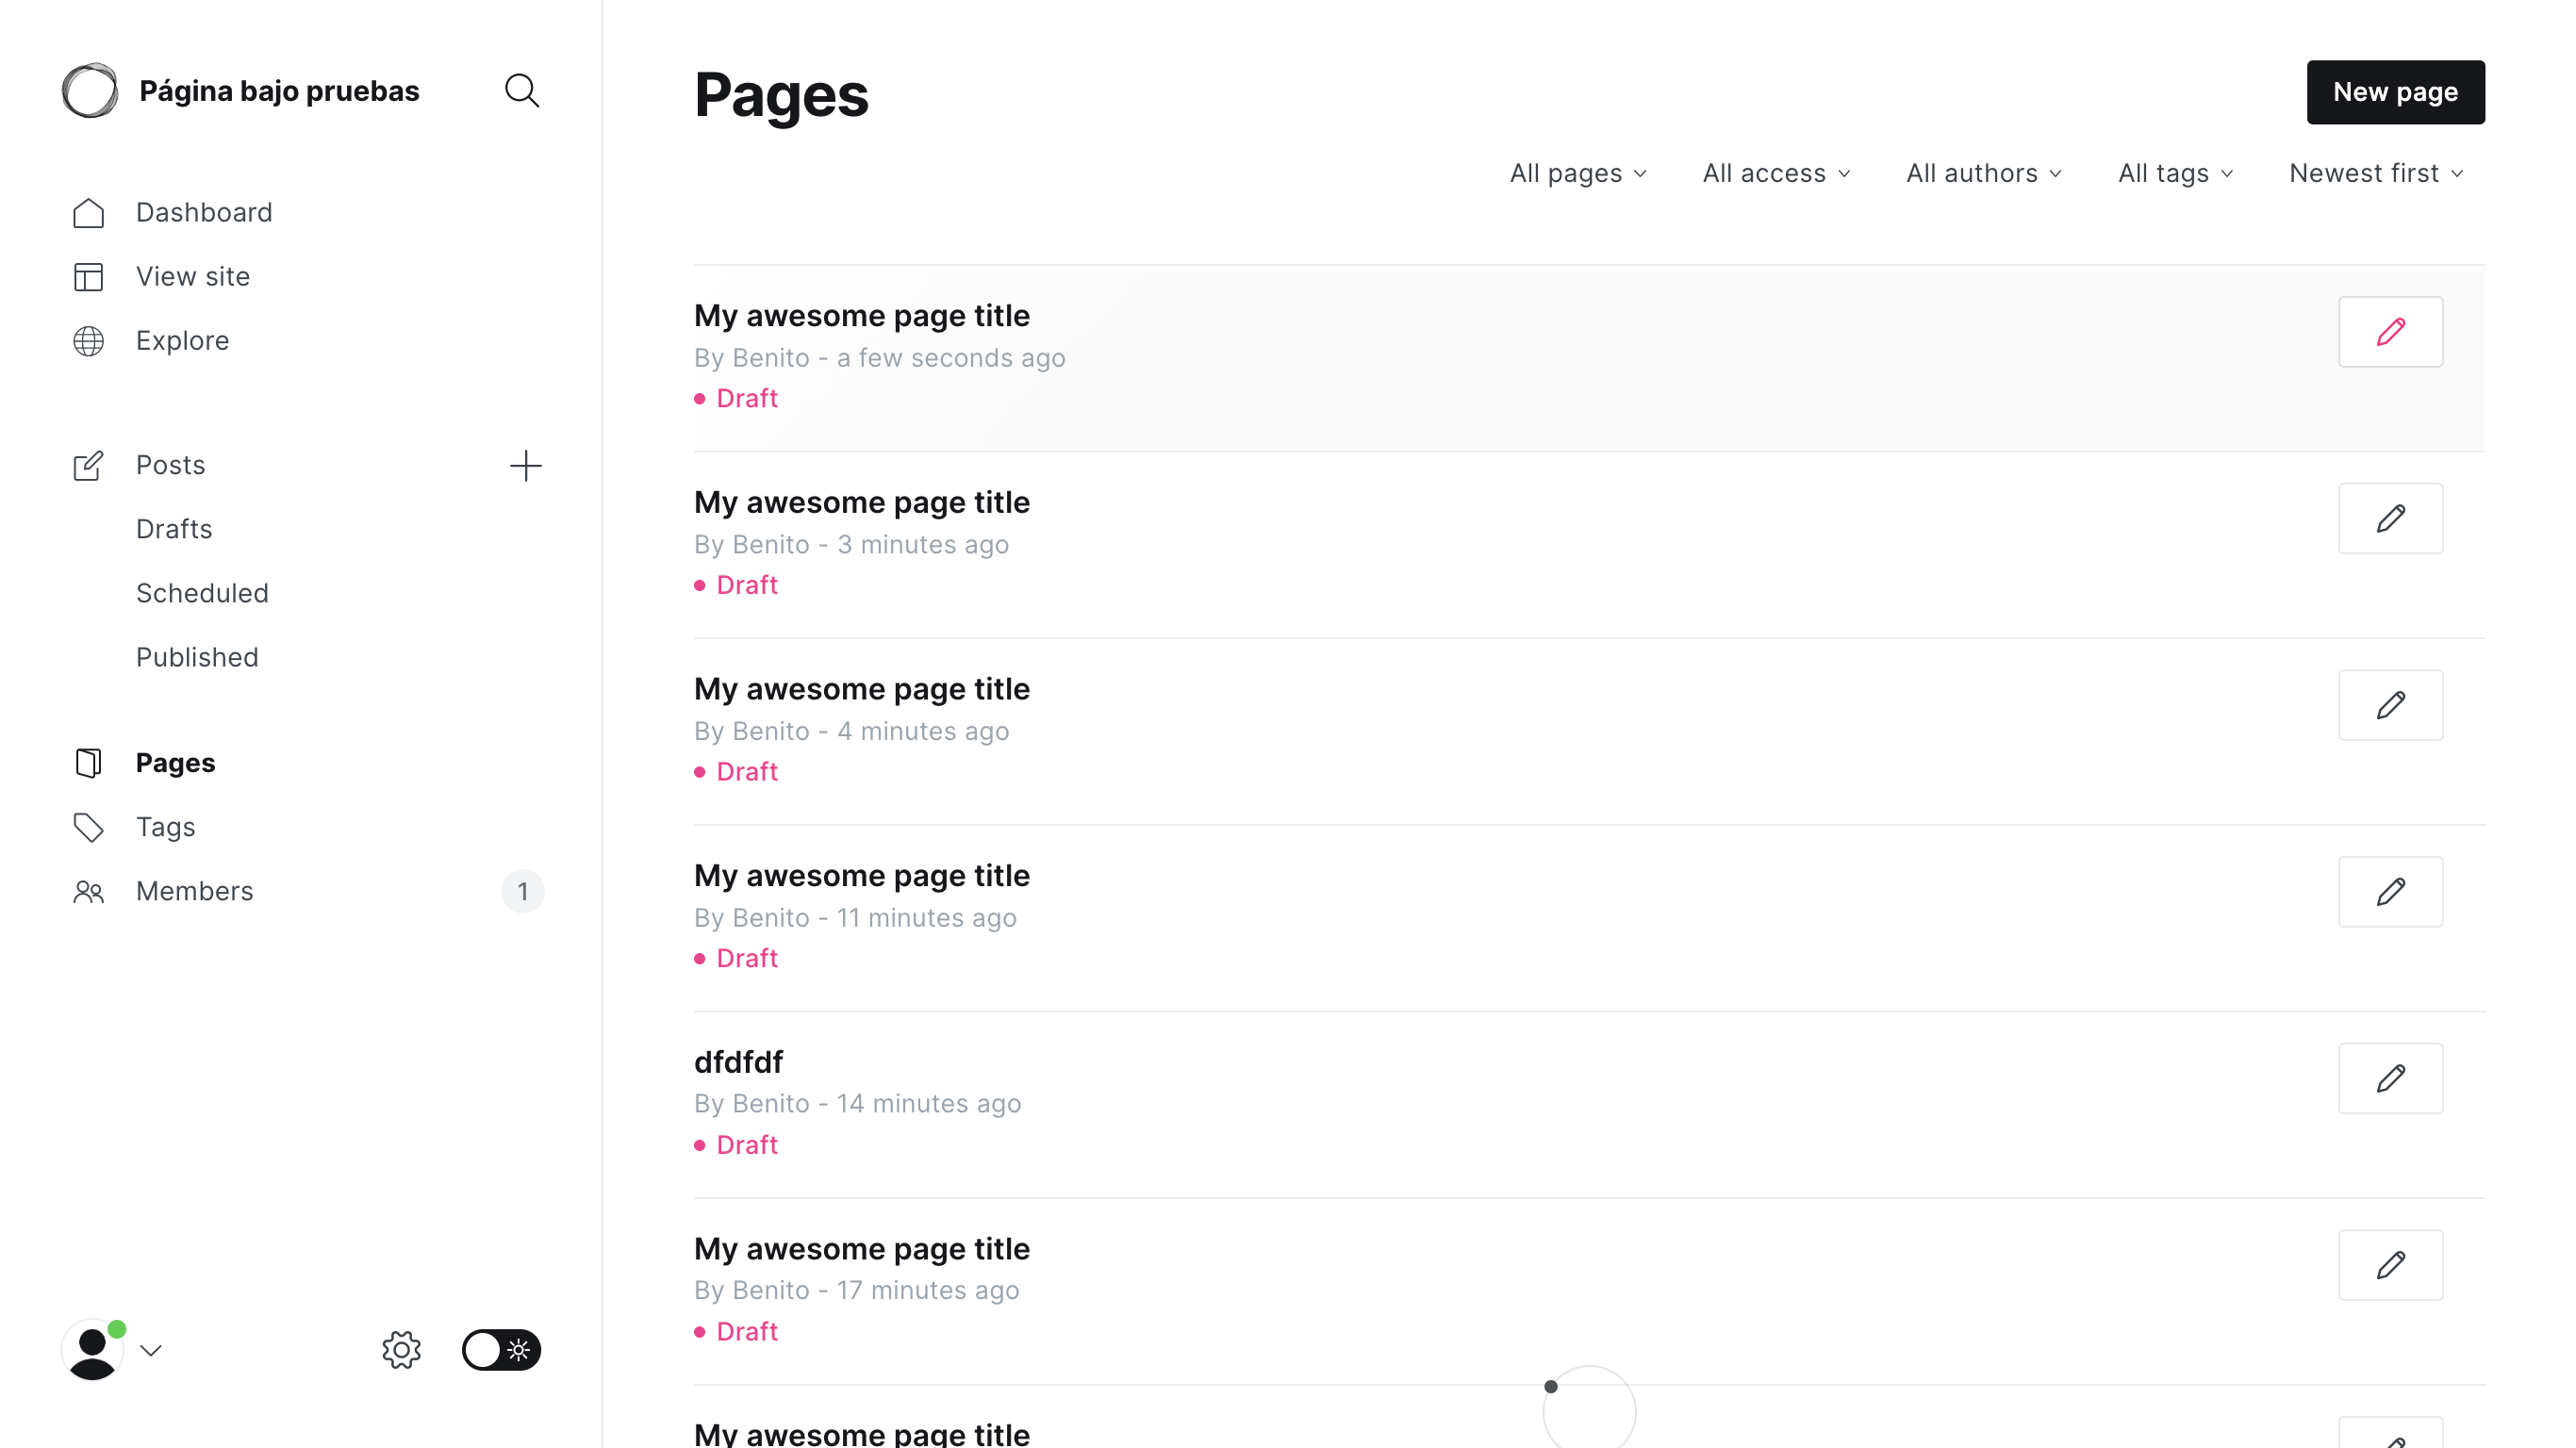 Página bajo pruebas
Dashboard
View site
Explore
Posts
Drafts
Scheduled
Published
Pages
Tags
Members 1
Pages
New page
All pages All access All authors All tags Newest first
My awesome page title
By Benito - a few seconds ago
Draft
My awesome page title
By Benito - 3 minutes ago
Draft
My awesome page title
By Benito - 4 minutes ago
Draft
My awesome page title
By Benito - 11 minutes ago
Draft
dfdfdf
By Benito - 14 minutes ago
Draft
My awesome page title
By Benito - 17 minutes ago
Draft
My awesome page title